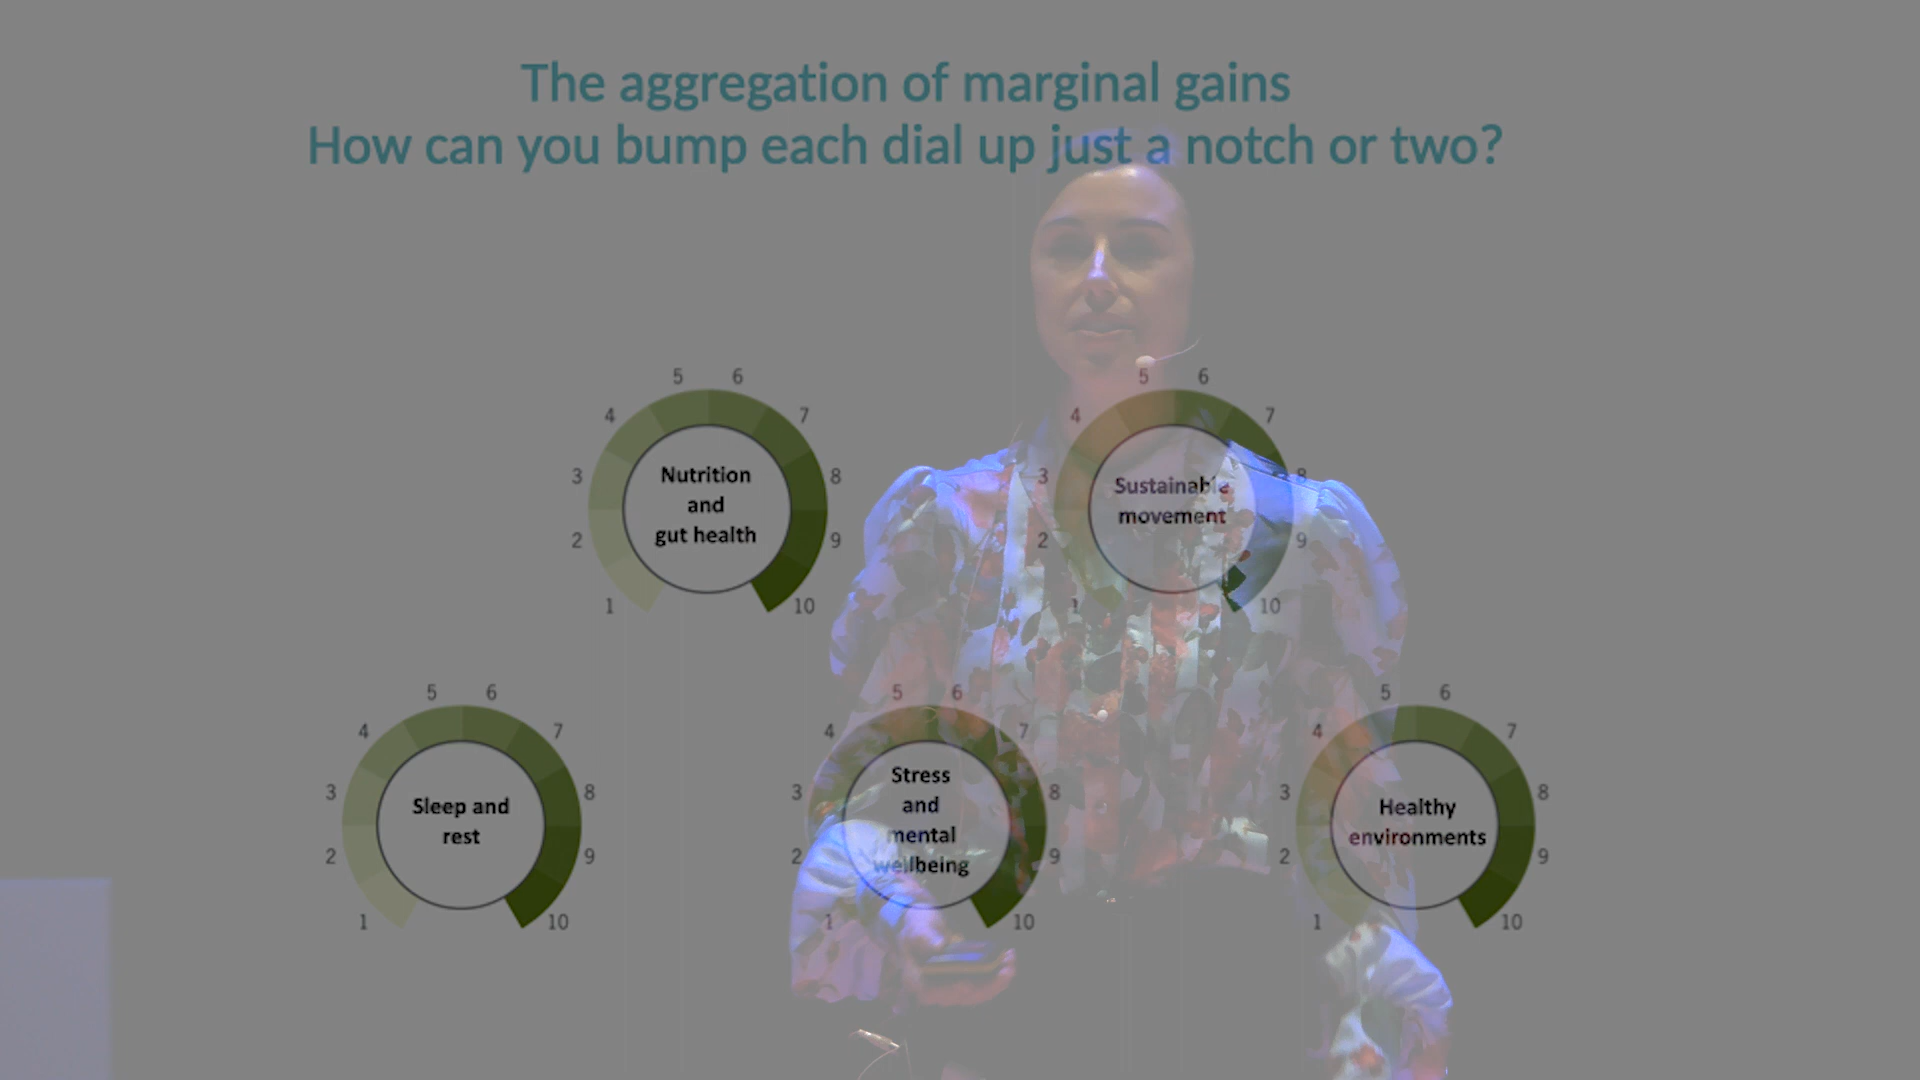 The aggregation of marginal gains
How can you bump each dial up just a notch or two?
5 6
4 7
3 8
2 9
1 10
Nutrition
and
gut health
5 6
4 7
3 8
2 9
1 10
Sustainable
movement
5 6
4 7
3 8
2 9
1 10
Sleep and
rest
5 6
4 7
3 8
2 9
1 10
Stress
and
mental
wellbeing
5 6
4 7
3 8
2 9
1 10
Healthy
environments